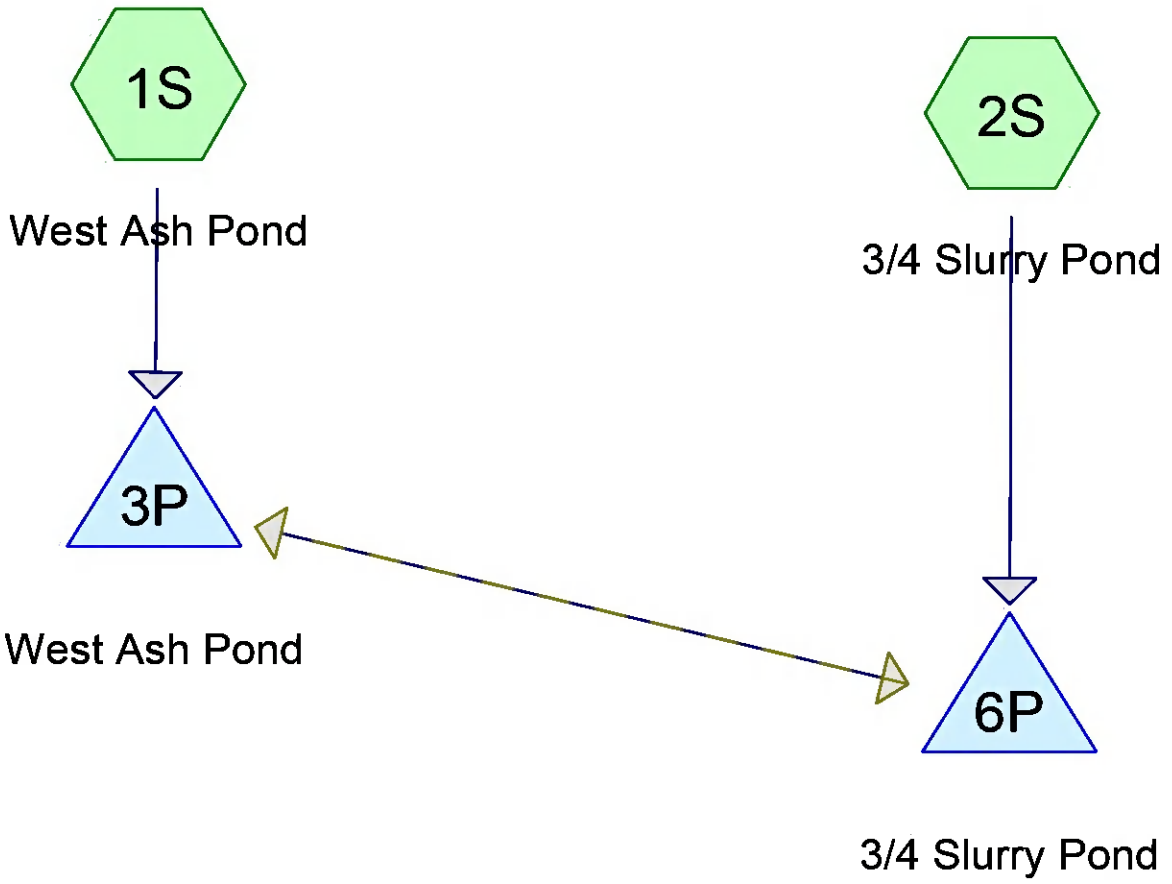 1S
2S
West Ash Pond
3/4 Slurry Pond
3P
West Ash Pond
6P
3/4 Slurry Pond